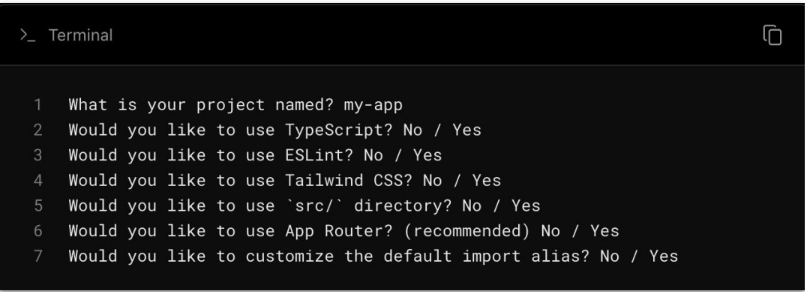 >_ Terminal
1 What is your project named? my-app
2 Would you like to use TypeScript? No / Yes
3 Would you like to use ESLint? No / Yes
4 Would you like to use Tailwind CSS? No / Yes
5 Would you like to use `src/` directory? No / Yes
6 Would you like to use App Router? (recommended) No / Yes
7 Would you like to customize the default import alias? No / Yes